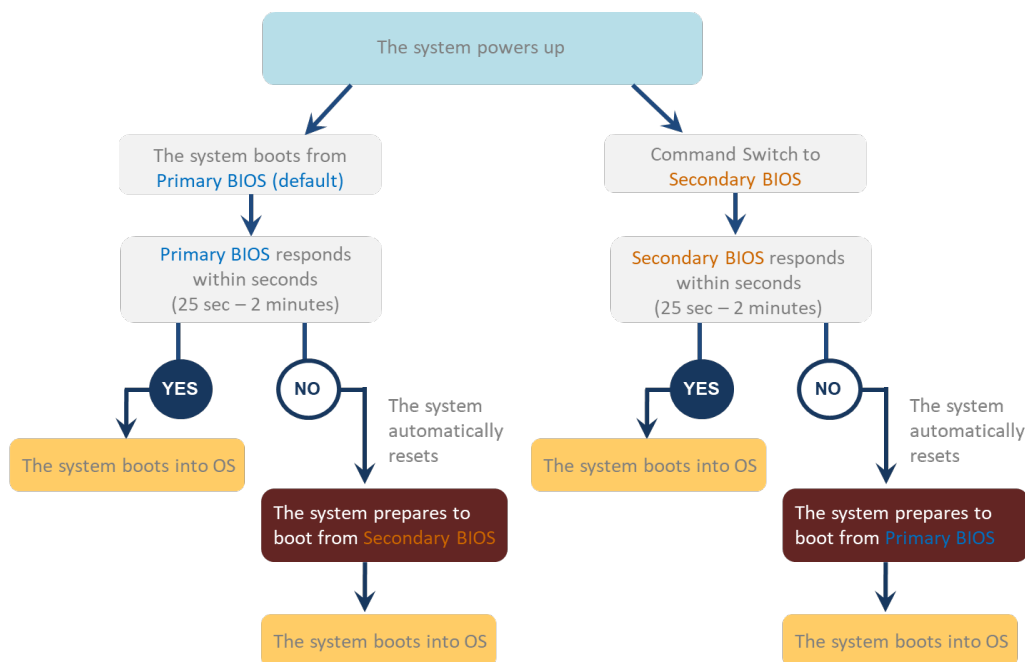 The system powers up
The system boots from
Primary BIOS (default)
Command Switch to
Secondary BIOS
Primary BIOS responds
within seconds
(25 sec – 2 minutes)
Secondary BIOS responds
within seconds
(25 sec – 2 minutes)
YES
NO
YES
NO
The system
automatically
resets
The system
automatically
resets
The system boots into OS
The system boots into OS
The system prepares to
boot from Secondary BIOS
The system prepares to
boot from Primary BIOS
The system boots into OS
The system boots into OS